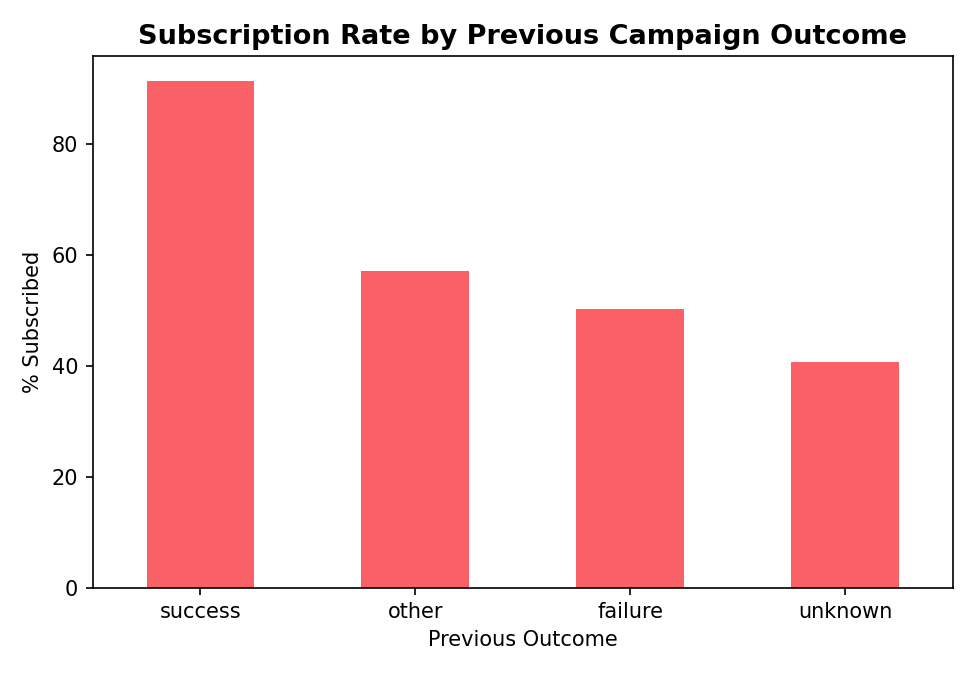 Subscription Rate by Previous Campaign Outcome
% Subscribed
80
60
40
20
0
success other failure unknown
Previous Outcome